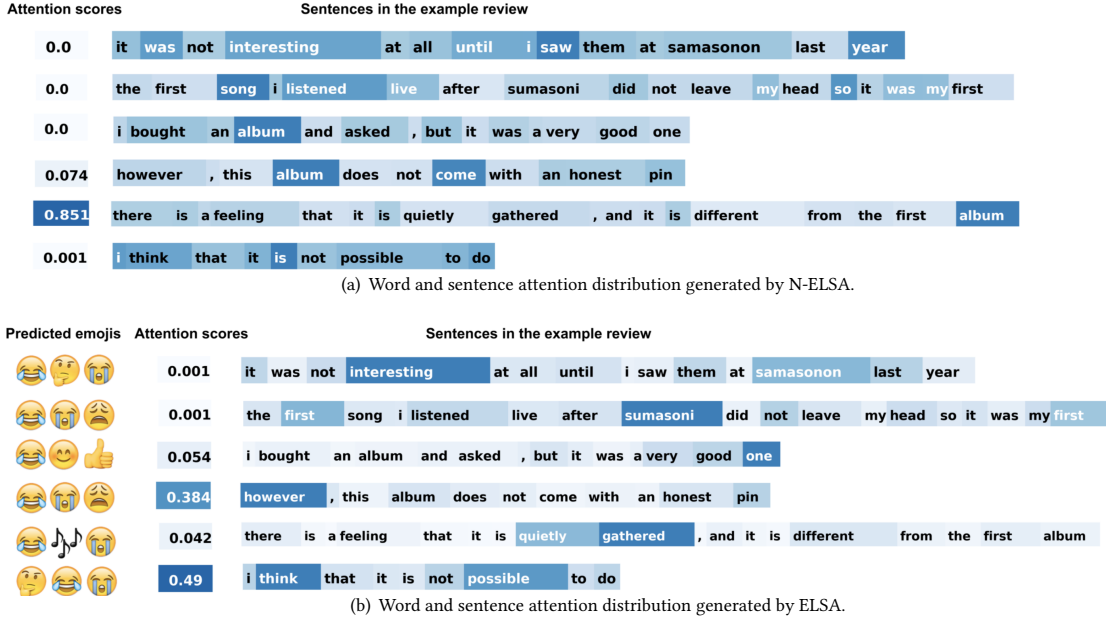 Attention scores Sentences in the example review
0.0 it was not interesting at all until i saw them at samasonon last year
0.0 the first song i listened live after sumasoni did not leave my head so it was my first
0.0 i bought an album and asked , but it was a very good one
0.074 however , this album does not come with an honest pin
0.851 there is a feeling that it is quietly gathered , and it is different from the first album
0.001 i think that it is not possible to do
(a) Word and sentence attention distribution generated by N-ELSA.
Predicted emojis Attention scores Sentences in the example review
0.001 it was not interesting at all until i saw them at samasonon last year
0.001 the first song i listened live after sumasoni did not leave my head so it was my first
0.054 i bought an album and asked , but it was a very good one
0.384 however , this album does not come with an honest pin
0.042 there is a feeling that it is quietly gathered , and it is different from the first album
0.49 i think that it is not possible to do
(b) Word and sentence attention distribution generated by ELSA.